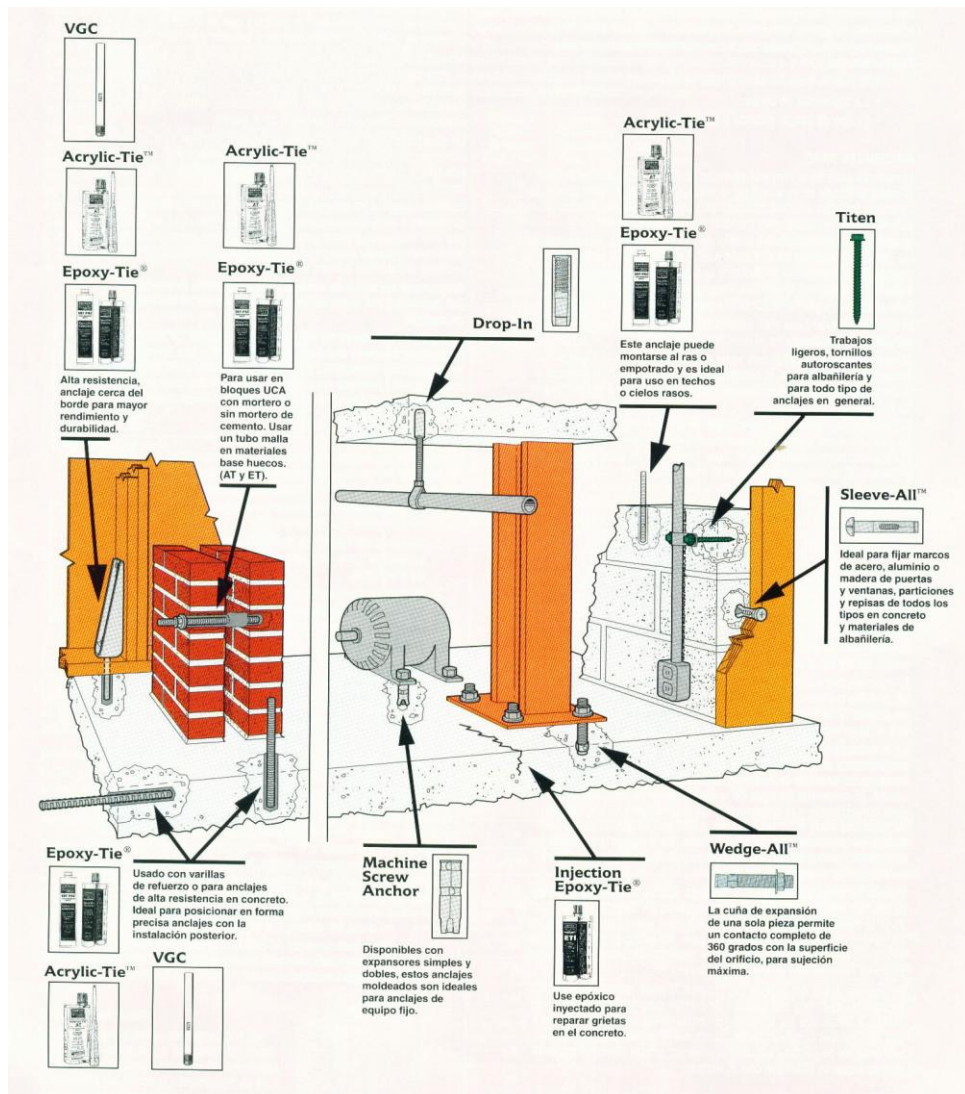 VGC
Acrylic-Tie™
Epoxy-Tie®
Alta resistencia,
anclaje cerca del
borde para mayor
rendimiento y
durabilidad.
Acrylic-Tie™
Epoxy-Tie®
Para usar en
bloques UCA
con mortero o
sin mortero de
cemento. Usar
un tubo malla
en materiales
base huecos.
(AT y ET).
Drop-In
Acrylic-Tie™
Epoxy-Tie®
Este anclaje puede
montarse al ras o
empotrado y es ideal
para uso en techos
o cielos rasos.
Titen
Trabajos
ligeros, tornillos
autoroscantes
para albañilería y
para todo tipo de
anclajes en general.
Sleeve-All™
Ideal para fijar marcos
de acero, aluminio o
madera de puertas
y ventanas, particiones
y repisas de todos los
tipos en concreto
y materiales de
albañilería.
Epoxy-Tie®
Acrylic-Tie™
Usado con varillas
de refuerzo o para anclajes
de alta resistencia en concreto.
Ideal para posicionar en forma
precisa anclajes con la
instalación posterior.
VGC
Machine
Screw
Anchor
Disponibles con
expansores simples y
dobles, estos anclajes
moldeados son ideales
para anclajes de
equipo fijo.
Injection
Epoxy-Tie®
ETI
Use epóxico
inyectado para
reparar grietas
en el concreto.
Wedge-All™
La cuña de expansión
de una sola pieza permite
un contacto completo de
360 grados con la superficie
del orificio, para sujeción
máxima.